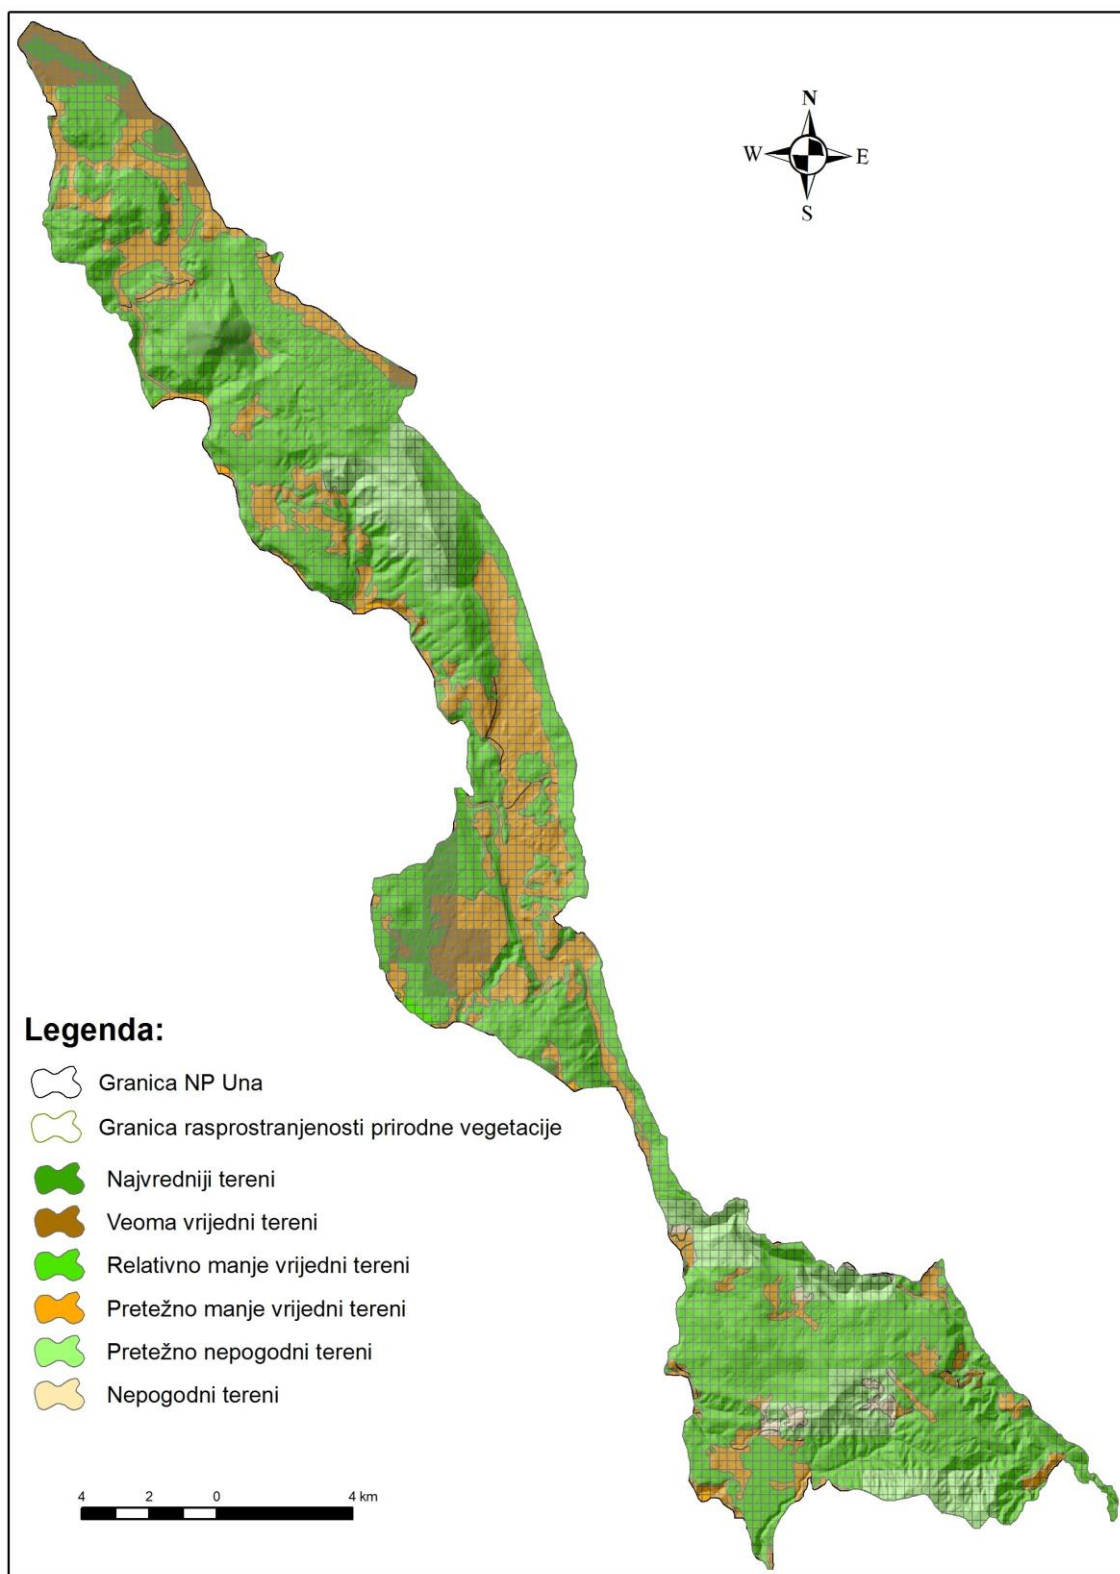 N
W E
S
Legenda:
Granica NP Una
Granica rasprostranjenosti prirodne vegetacije
Najvredniji tereni
Veoma vrijedni tereni
Relativno manje vrijedni tereni
Pretežno manje vrijedni tereni
Pretežno nepogodni tereni
Nepogodni tereni
4 2 0 4 km